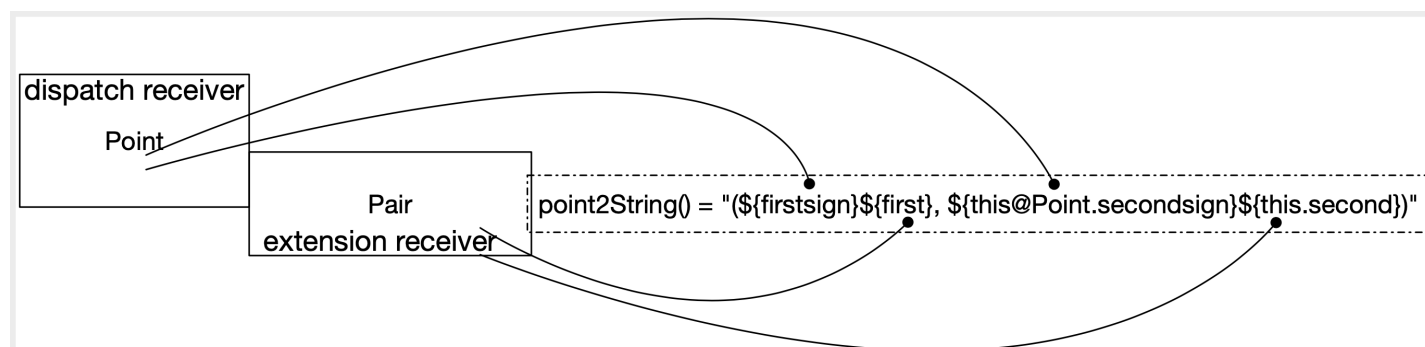 dispatch receiver
Point
Pair
extension receiver
point2String() = "(${firstsign}${first}, ${this@Point.secondsign}${this.second})"